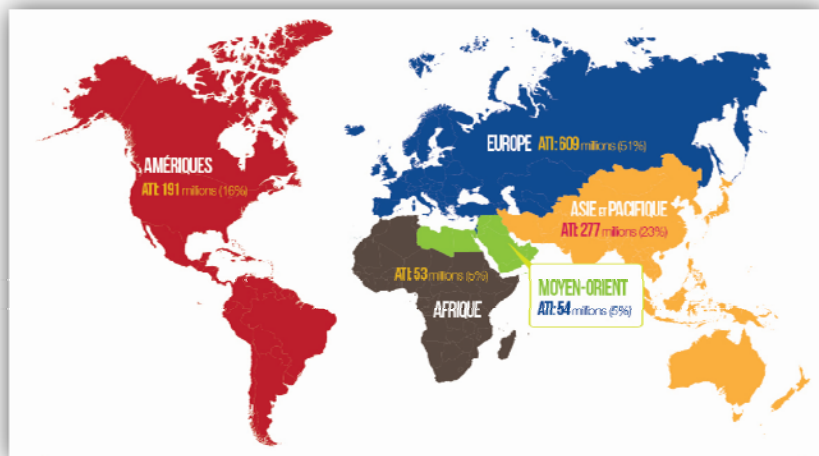 AMÉRIQUES
ATI: 191 millions (16%)
EUROPE ATI: 609 millions (51%)
ASIE ET PACIFIQUE
ATI: 277 millions (23%)
ATI: 53 millions (5%)
AFRIQUE
MOYEN-ORIENT
ATI: 54 millions (5%)